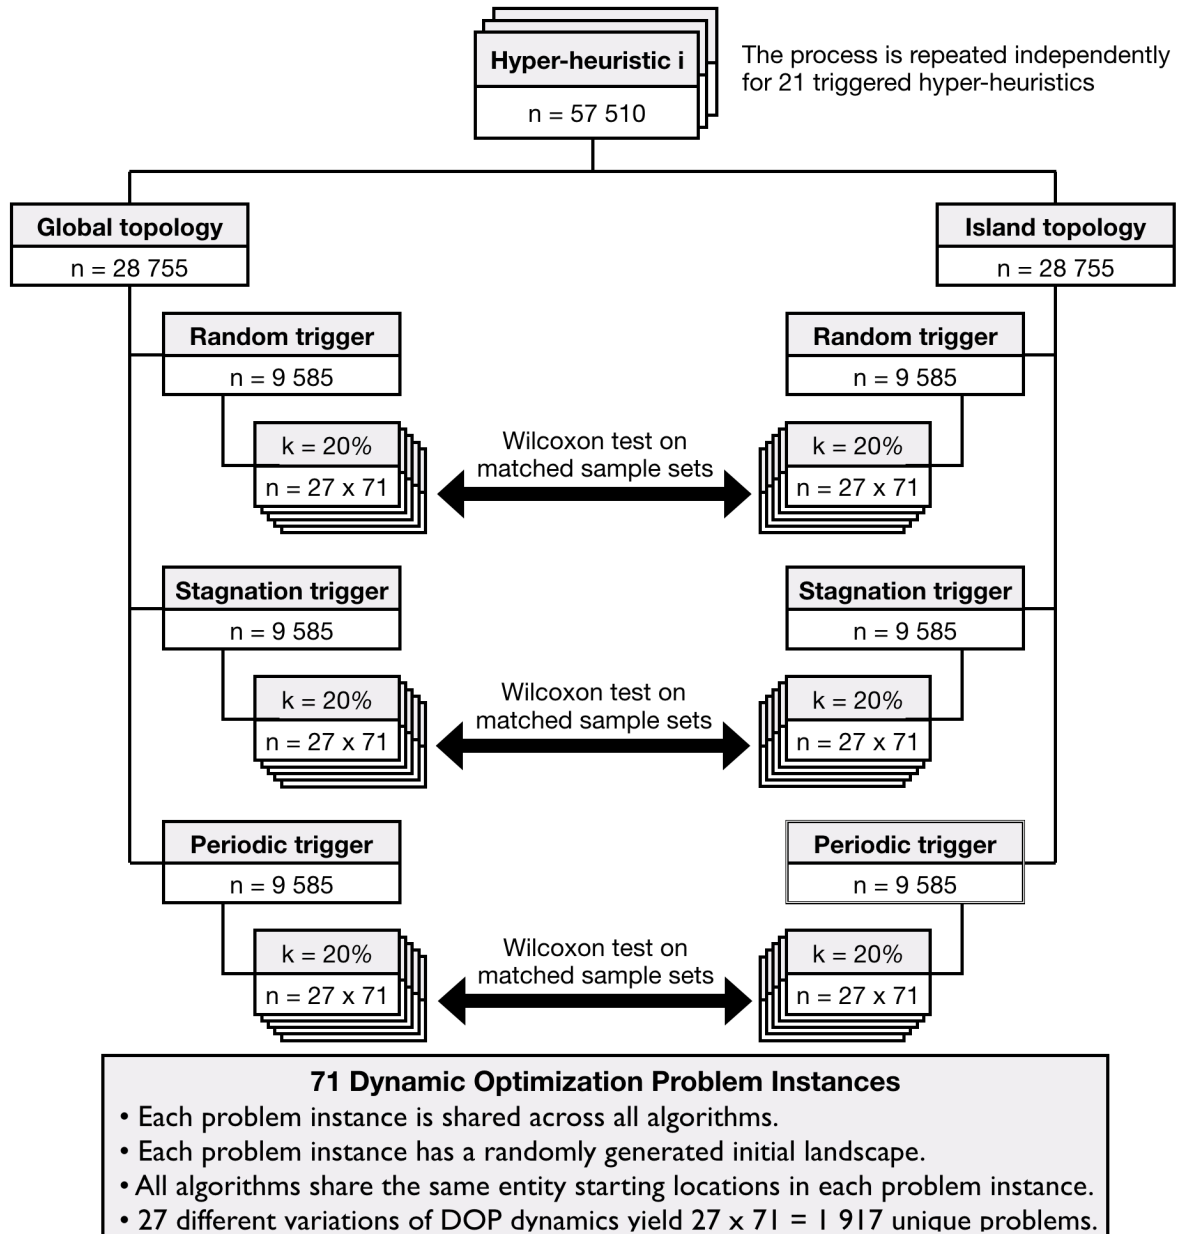 Hyper-heuristic i
n = 57 510
The process is repeated independently
for 21 triggered hyper-heuristics
Global topology
n = 28 755
Island topology
n = 28 755
Random trigger
n = 9 585
Random trigger
n = 9 585
k = 20%
n = 27 x 71
Wilcoxon test on
matched sample sets
k = 20%
n = 27 x 71
Stagnation trigger
n = 9 585
Stagnation trigger
n = 9 585
k = 20%
n = 27 x 71
Wilcoxon test on
matched sample sets
k = 20%
n = 27 x 71
Periodic trigger
n = 9 585
Periodic trigger
n = 9 585
k = 20%
n = 27 x 71
Wilcoxon test on
matched sample sets
k = 20%
n = 27 x 71
71 Dynamic Optimization Problem Instances
• Each problem instance is shared across all algorithms.
• Each problem instance has a randomly generated initial landscape.
• All algorithms share the same entity starting locations in each problem instance.
• 27 different variations of DOP dynamics yield 27 x 71 = 1 917 unique problems.